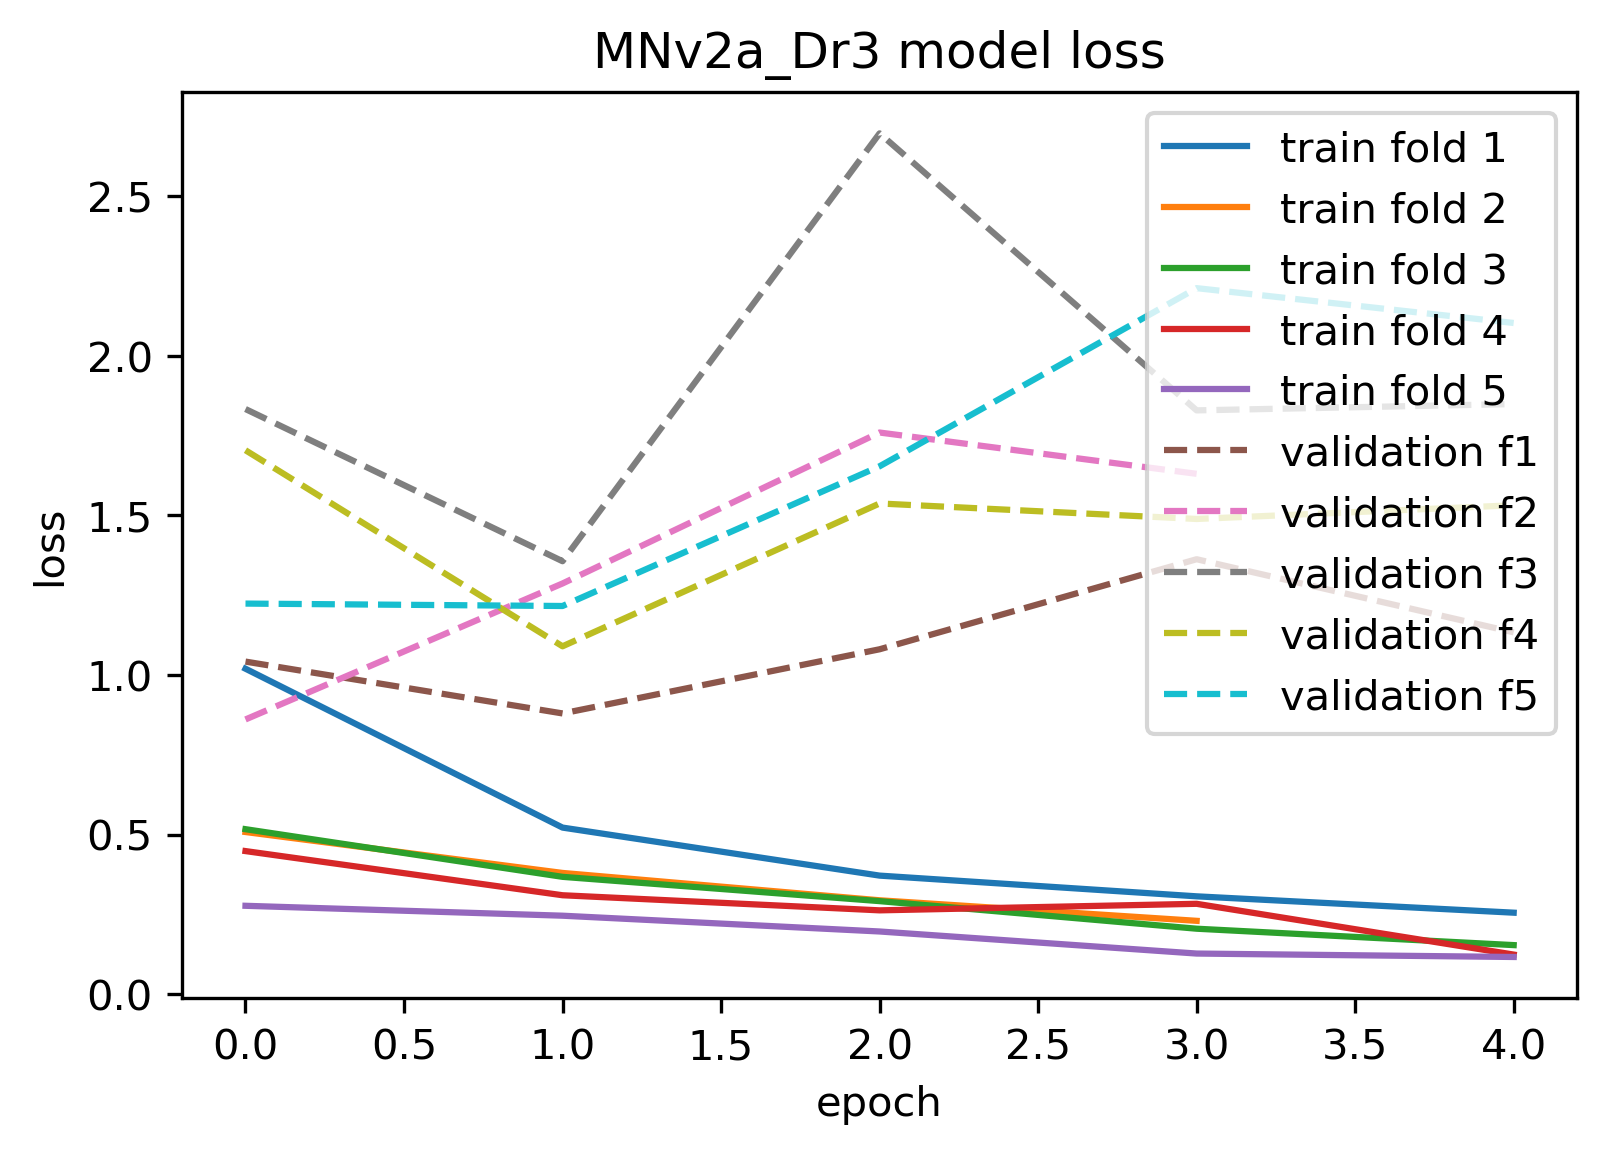 MNv2a_Dr3 model loss
loss
2.5
2.0
1.5
1.0
0.5
0.0
0.0 0.5 1.0 1.5 2.0 2.5 3.0 3.5 4.0
epoch
train fold 1
train fold 2
train fold 3
train fold 4
train fold 5
validation f1
validation f2
validation f3
validation f4
validation f5